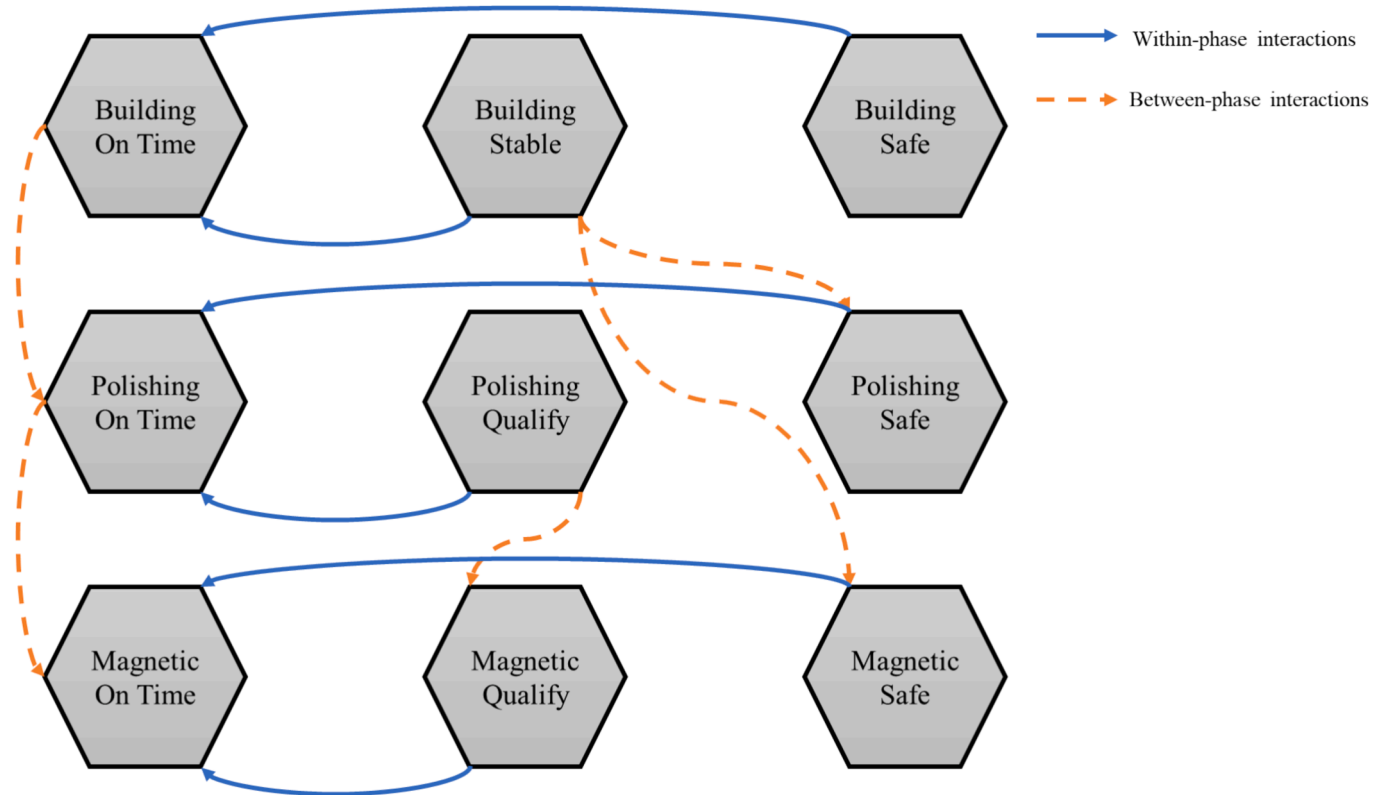 Building
On Time
Building
Stable
Building
Safe
Within-phase interactions
Between-phase interactions
Polishing
On Time
Polishing
Qualify
Polishing
Safe
Magnetic
On Time
Magnetic
Qualify
Magnetic
Safe